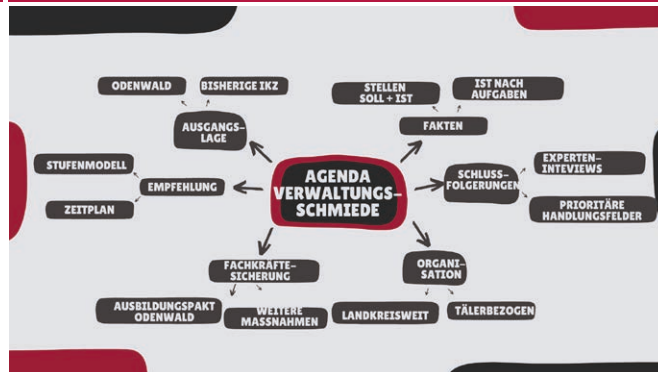 ODENWALD
BISHERIGE IKZ
AUSGANGS-
LAGE
STELLEN
SOLL + IST
IST NACH
AUFGABEN
FAKTEN
STUFENMODELL
EMPFEHLUNG
ZEITPLAN
AGENDA
VERWALTUNGS-
SCHMIEDE
SCHLUSS-
FOLGERUNGEN
EXPERTEN-
INTEVIEWS
PRIORITÄRE
HANDLUNGSFELDER
FACHKRÄFTE-
SICHERUNG
AUSBILDUNGSPAKT
ODENWALD
WEITERE
MASSNAHMEN
ORGANI-
SATION
LANDKREISWEIT
TÄLERBEZOGEN